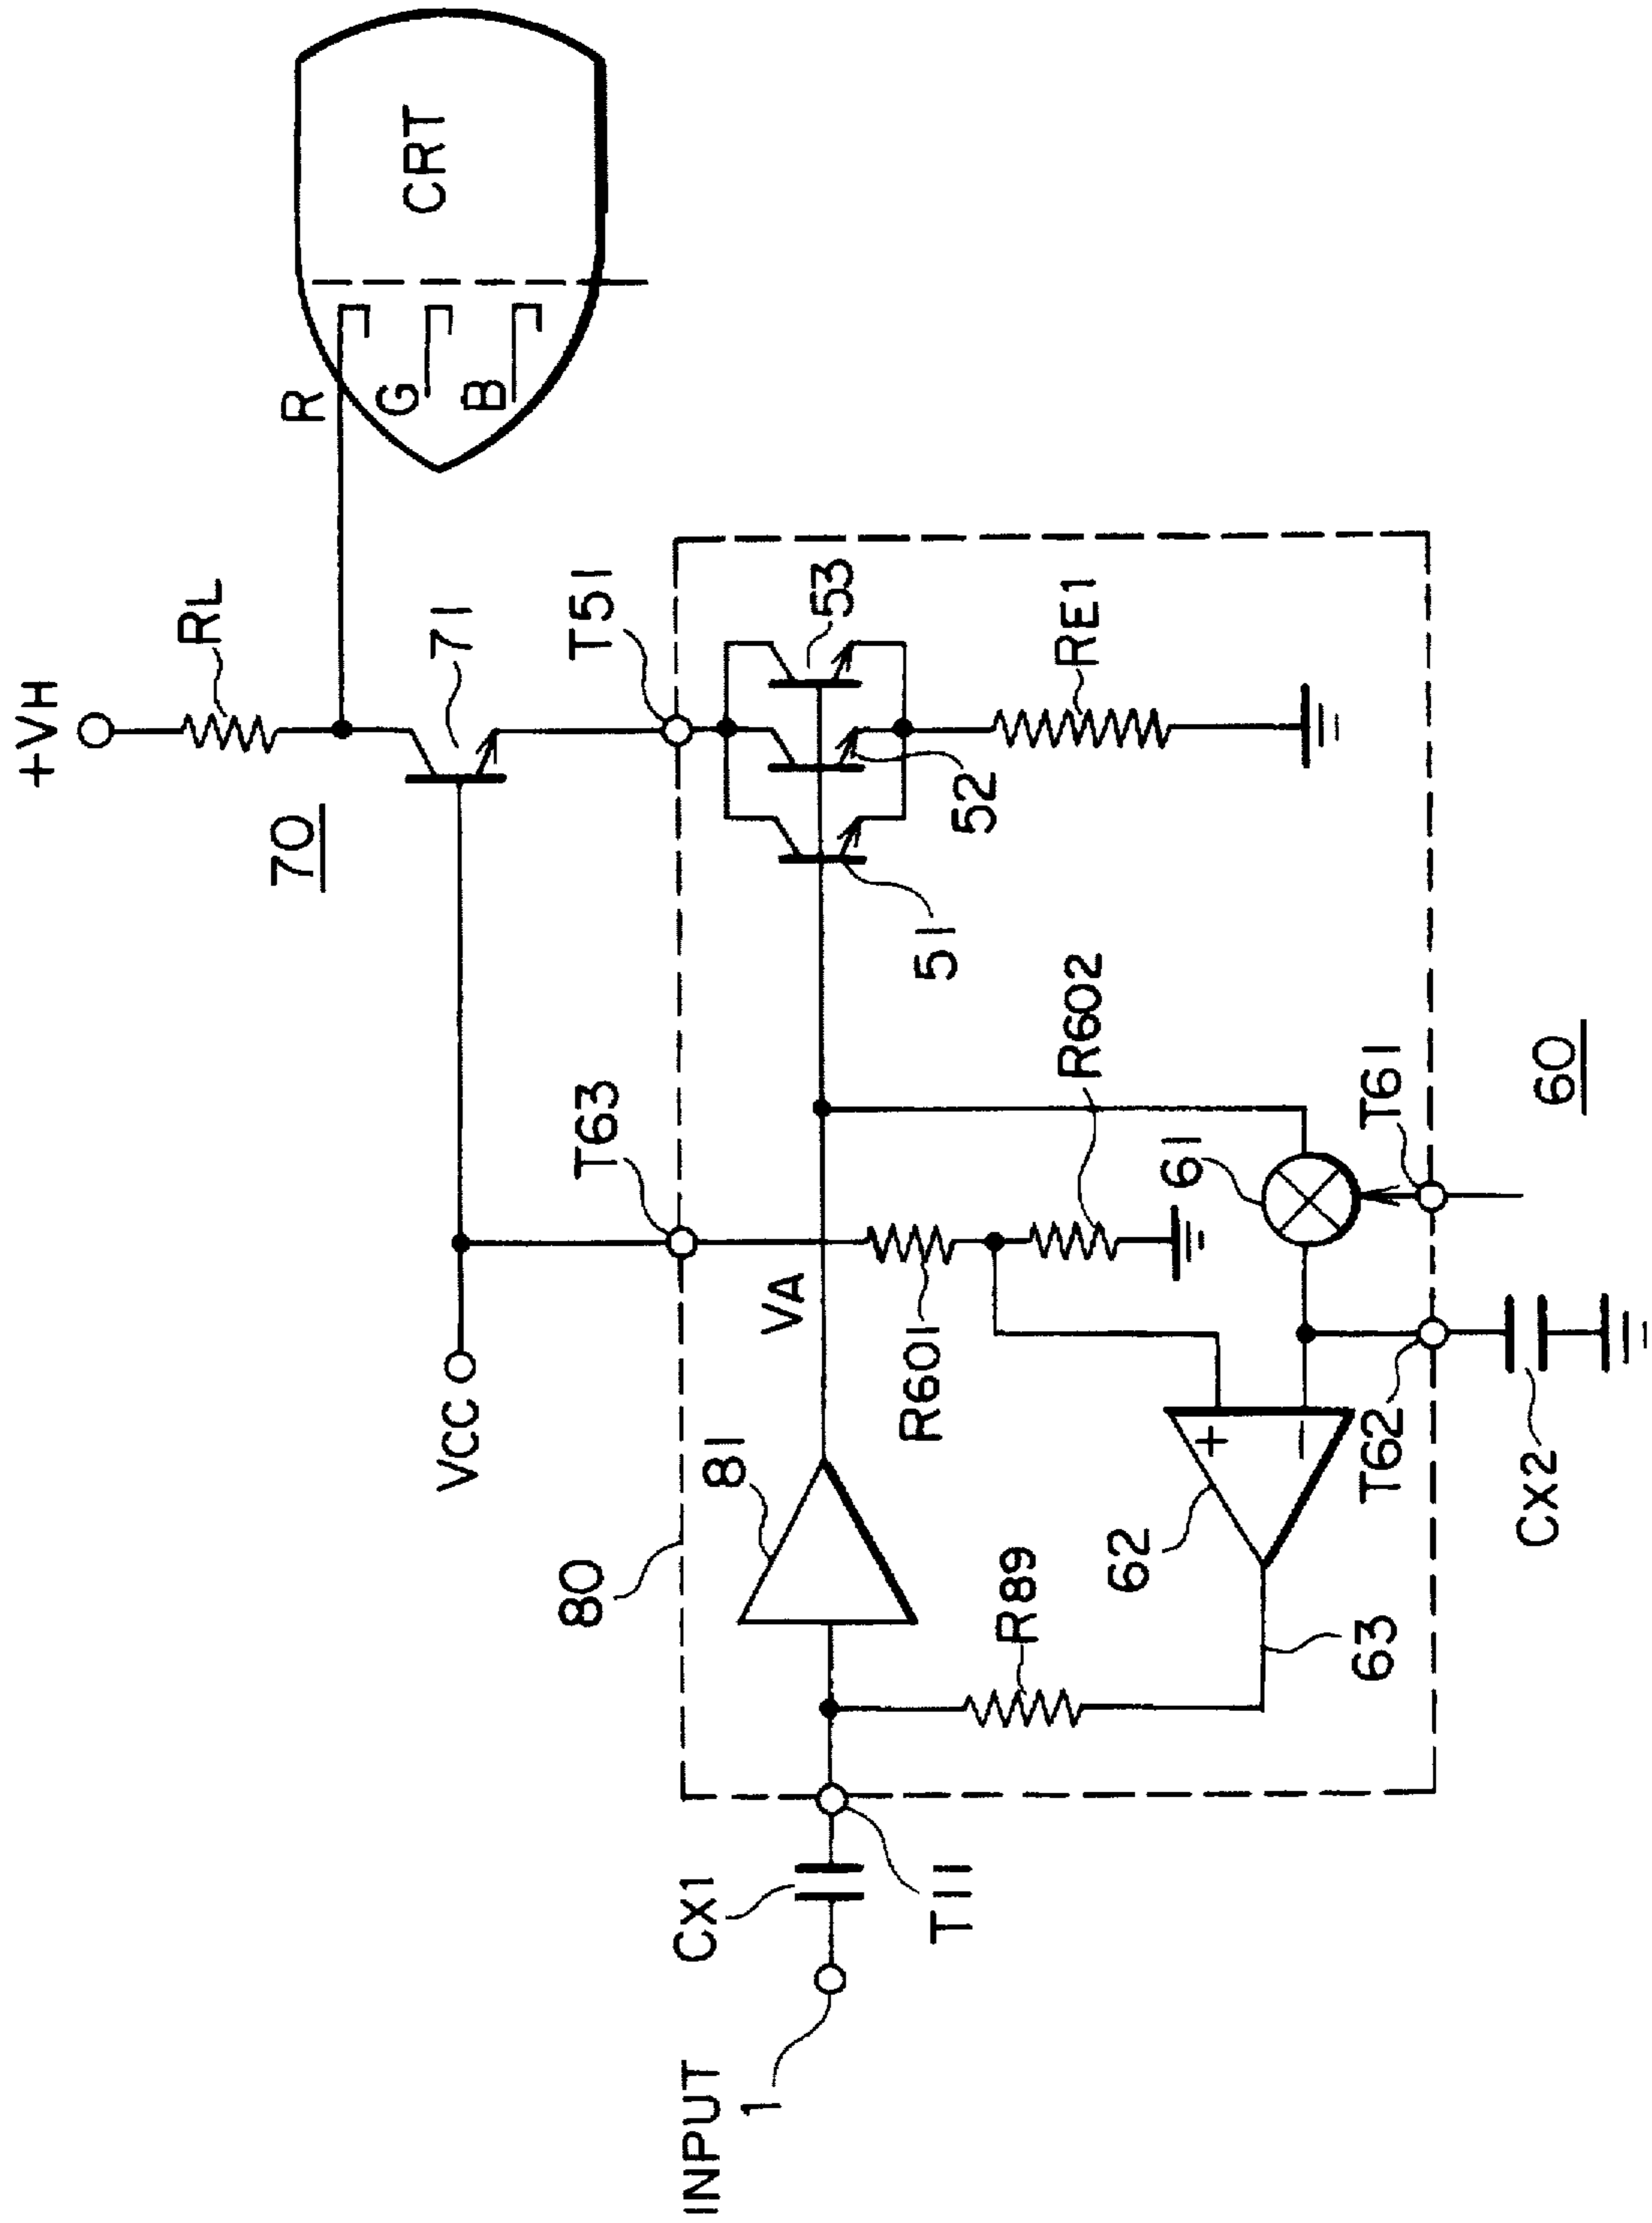 +VH
RL
70
71
R
G
B
CRT
VCC
T63
T51
80
81
VA
53
52
51
RE1
R601
R602
CX1
INPUT
1
T111
R89
62
+
−
63
61
T61
T62
CX2
60